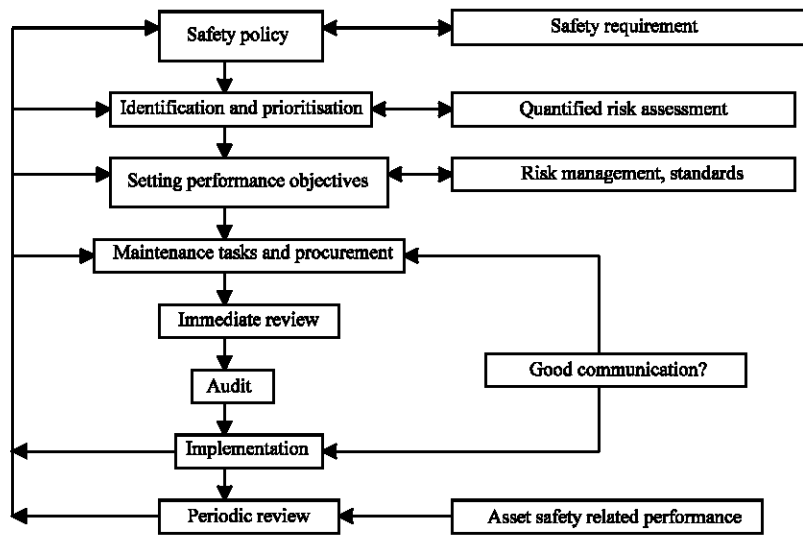 Safety policy
Safety requirement
Identification and prioritisation
Quantified risk assessment
Setting performance objectives
Risk management, standards
Maintenance tasks and procurement
Immediate review
Good communication?
Audit
Implementation
Periodic review
Asset safety related performance